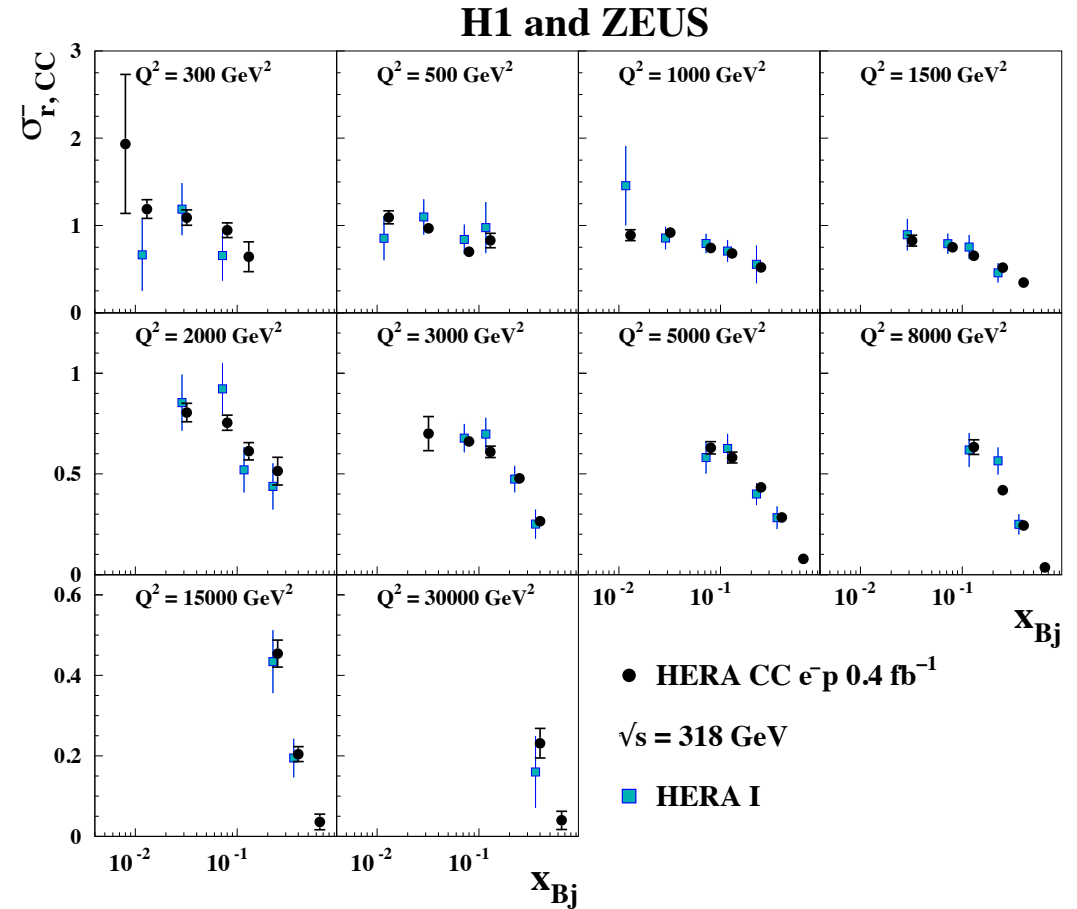 H1 and ZEUS
σ⁻r, CC
3
2
1
0
Q² = 300 GeV²
Q² = 500 GeV²
Q² = 1000 GeV²
Q² = 1500 GeV²
1
0.5
0
Q² = 2000 GeV²
Q² = 3000 GeV²
Q² = 5000 GeV²
Q² = 8000 GeV²
10⁻² 10⁻¹
10⁻² 10⁻¹
xBj
0.6
0.4
0.2
0
Q² = 15000 GeV²
Q² = 30000 GeV²
10⁻² 10⁻¹
10⁻² 10⁻¹
xBj
HERA CC e⁻p 0.4 fb⁻¹
√s = 318 GeV
HERA I